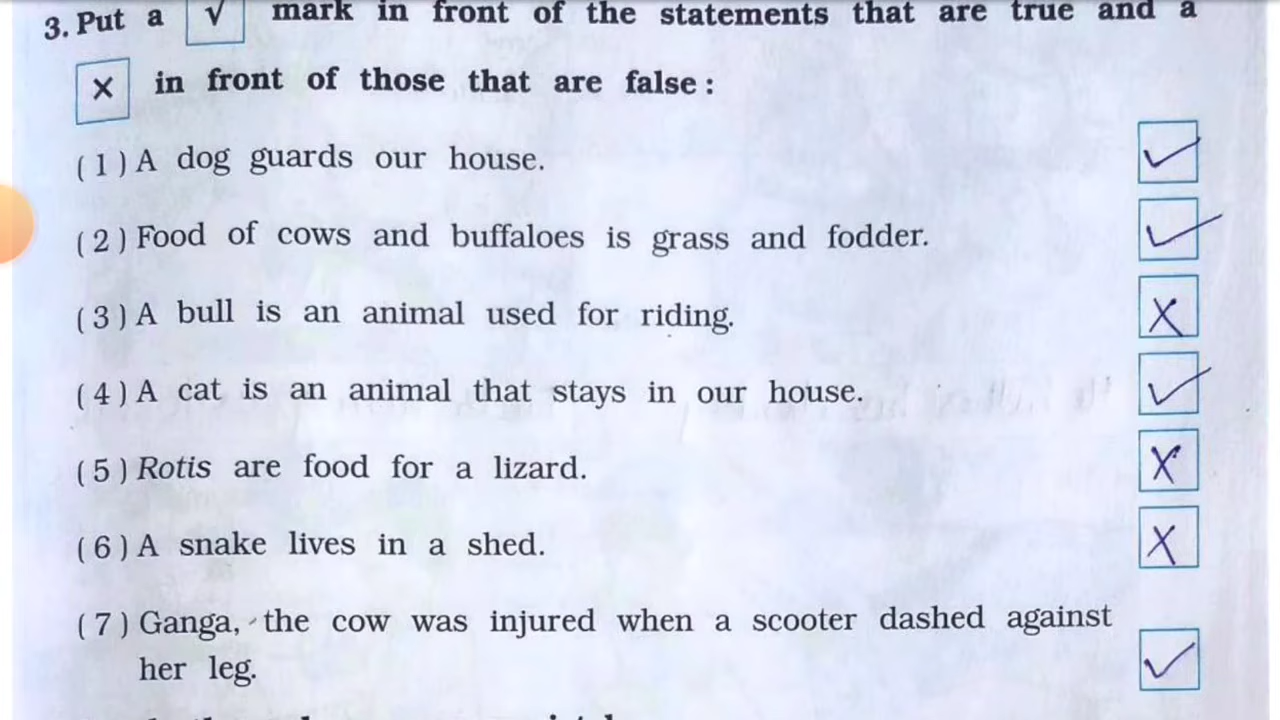 3. Put a √ mark in front of the statements that are true and a
× in front of those that are false :
( 1 ) A dog guards our house. ✓
( 2 ) Food of cows and buffaloes is grass and fodder. ✓
( 3 ) A bull is an animal used for riding. X
( 4 ) A cat is an animal that stays in our house. ✓
( 5 ) Rotis are food for a lizard. X
( 6 ) A snake lives in a shed. X
( 7 ) Ganga, the cow was injured when a scooter dashed against
her leg. ✓